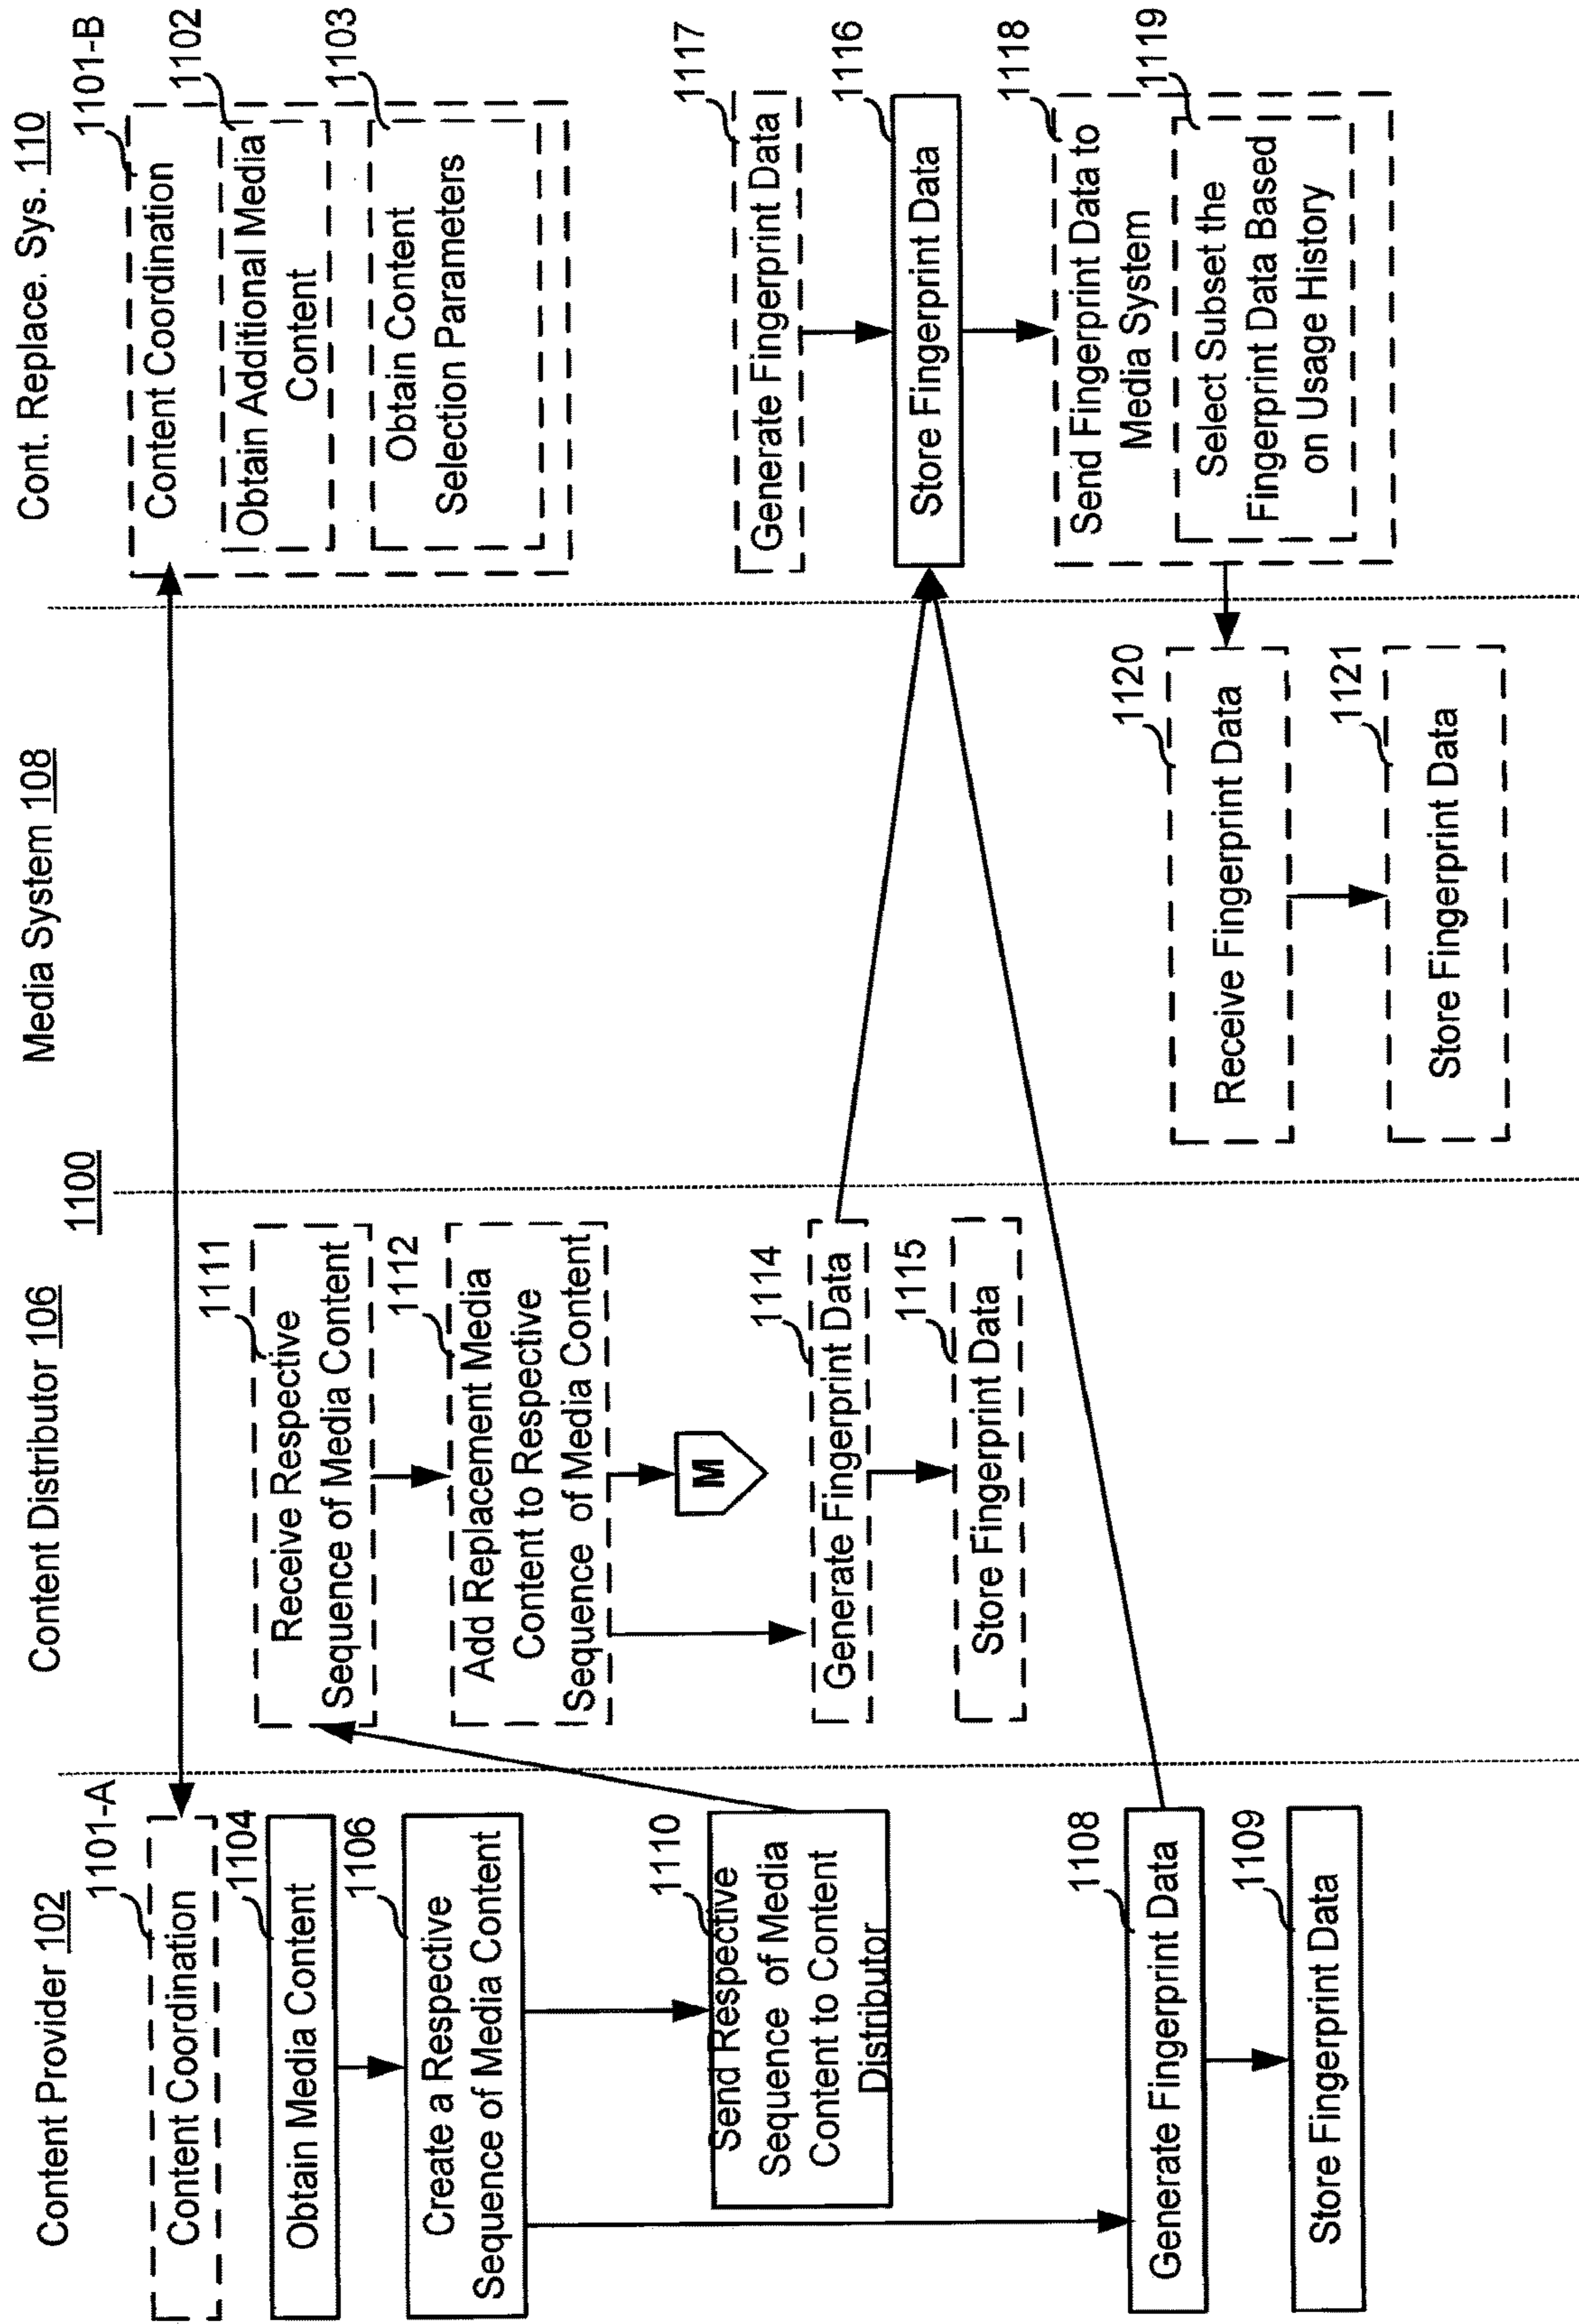 1100
Content Provider 102
1101-A
Content Coordination
1104
Obtain Media Content
1106
Create a Respective
Sequence of Media Content
1110
Send Respective
Sequence of Media
Content to Content
Distributor
1108
Generate Fingerprint Data
1109
Store Fingerprint Data
Content Distributor 106
1111
Receive Respective
Sequence of Media Content
1112
Add Replacement Media
Content to Respective
Sequence of Media Content
M
1114
Generate Fingerprint Data
1115
Store Fingerprint Data
Media System 108
1120
Receive Fingerprint Data
1121
Store Fingerprint Data
Cont. Replace. Sys. 110
1101-B
Content Coordination
1102
Obtain Additional Media
Content
1103
Obtain Content
Selection Parameters
1117
Generate Fingerprint Data
1116
Store Fingerprint Data
1118
Send Fingerprint Data to
Media System
1119
Select Subset the
Fingerprint Data Based
on Usage History